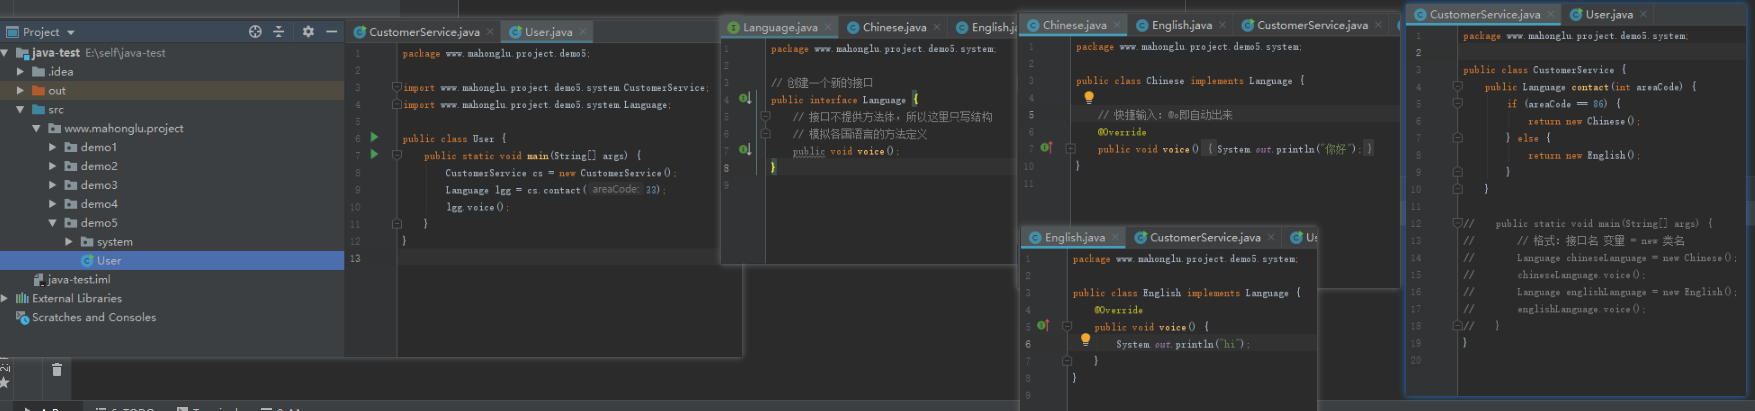 Project
java-test E:\self\java-test
.idea
out
src
www.mahonglu.project
demo1
demo2
demo3
demo4
demo5
system
User
java-test.iml
External Libraries
Scratches and Consoles
CustomerService.java User.java
1 package www.mahonglu.project.demo5;
2
3 import www.mahonglu.project.demo5.system.CustomerService;
4 import www.mahonglu.project.demo5.system.Language;
5
6 public class User {
7 public static void main(String[] args) {
8 CustomerService cs = new CustomerService();
9 Language lgg = cs.contact( areaCode: 33);
10 lgg.voice();
11 }
12 }
13
Language.java Chinese.java English.j
1 package www.mahonglu.project.demo5.system;
2
3 // 创建一个新的接口
4 public interface Language {
5 // 接口不提供方法体，所以这里只写结构
6 // 模拟各国语言的方法定义
7 public void voice();
8 }
9
Chinese.java English.java CustomerService.java
1 package www.mahonglu.project.demo5.system;
2
3 public class Chinese implements Language {
4
5 // 快捷输入：@o即自动出来
6 @Override
7 public void voice() { System.out.println("你好"); }
10 }
11
English.java CustomerService.java Us
1 package www.mahonglu.project.demo5.system;
2
3 public class English implements Language {
4 @Override
5 public void voice() {
6 System.out.println("hi");
7 }
8 }
9
CustomerService.java User.java
1 package www.mahonglu.project.demo5.system;
2
3 public class CustomerService {
4 public Language contact(int areaCode) {
5 if (areaCode == 86) {
6 return new Chinese();
7 } else {
8 return new English();
9 }
10 }
11
12 // public static void main(String[] args) {
13 // // 格式：接口名 变量 = new 类名
14 // Language chineseLanguage = new Chinese();
15 // chineseLanguage.voice();
16 // Language englishLanguage = new English();
17 // englishLanguage.voice();
18 // }
19 }
20